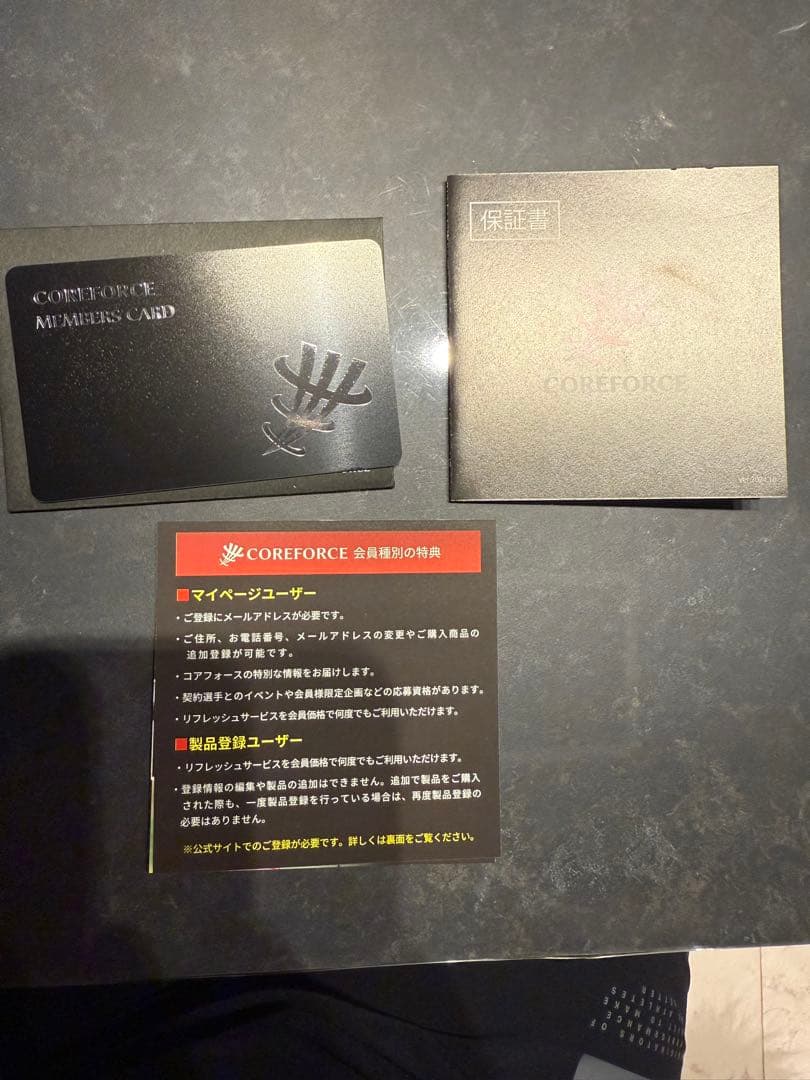 COREFORCE
MEMBERS CARD
保証書
COREFORCE
COREFORCE 会員種別の特典
■マイページユーザー
・ご登録にメールアドレスが必要です。
・ご住所、お電話番号、メールアドレスの変更やご購入商品の
追加登録が可能です。
・コアフォースの特別な情報をお届けします。
・契約選手とのイベントや会員様限定企画などの応募資格があります。
・リフレッシュサービスを会員価格で何度でもご利用いただけます。
■製品登録ユーザー
・リフレッシュサービスを会員価格で何度でもご利用いただけます。
・登録情報の編集や製品の追加はできません。追加で製品をご購入
された際も、一度製品登録を行っている場合は、再度製品登録の
必要はありません。
※公式サイトでのご登録が必要です。詳しくは裏面をご覧ください。